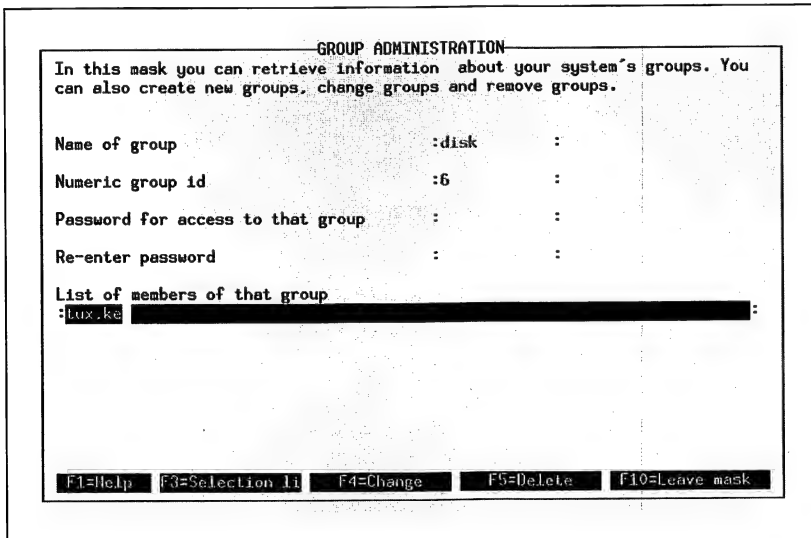 GROUP ADMINISTRATION
In this mask you can retrieve information about your system´s groups. You
can also create new groups, change groups and remove groups.
Name of group :disk :
Numeric group id :6 :
Password for access to that group : :
Re-enter password : :
List of members of that group
:tux.ke :
F1=Help F3=Selection li F4=Change F5=Delete F10=Leave mask